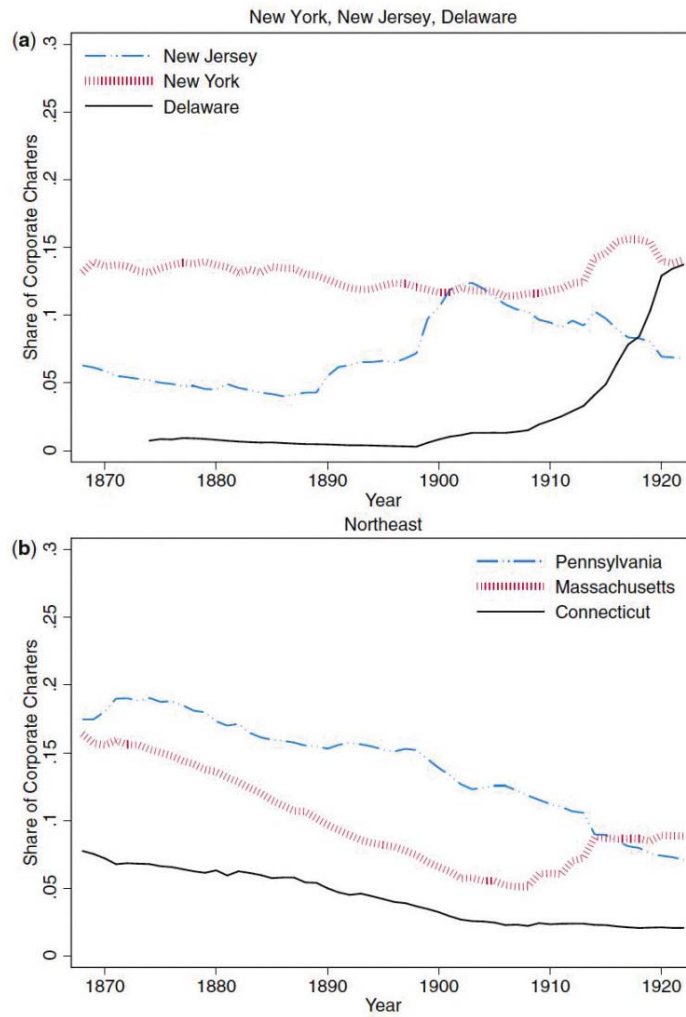 New York, New Jersey, Delaware
(a)
New Jersey
New York
Delaware
Share of Corporate Charters
.3
.25
.2
.15
.1
.05
0
1870 1880 1890 1900 1910 1920
Year
Northeast
(b)
Pennsylvania
Massachusetts
Connecticut
Share of Corporate Charters
.3
.25
.2
.15
.1
.05
0
1870 1880 1890 1900 1910 1920
Year